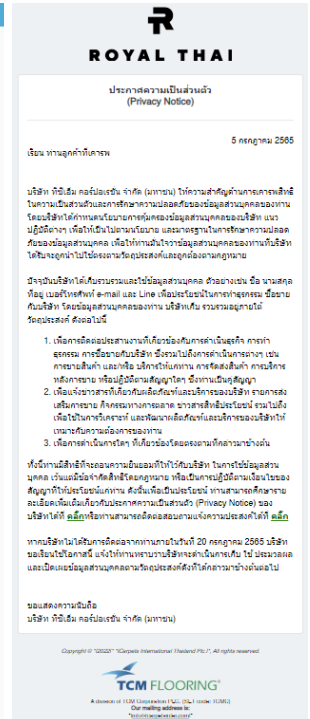 R
ROYAL THAI
ประกาศความเป็นส่วนตัว
(Privacy Notice)
5 กรกฎาคม 2565
เรียน ท่านลูกค้าที่เคารพ
บริษัท ทีซีเอ็ม คอร์ปอเรชั่น จำกัด (มหาชน) ให้ความสำคัญด้านการเคารพสิทธิ
ในความเป็นส่วนตัวและการรักษาความปลอดภัยของข้อมูลส่วนบุคคลของท่าน
โดยบริษัทได้กำหนดนโยบายการคุ้มครองข้อมูลส่วนบุคคลของบริษัท แนว
ปฏิบัติต่างๆ เพื่อให้เป็นไปตามนโยบาย และมาตรฐานในการรักษาความปลอด
ภัยของข้อมูลส่วนบุคคล เพื่อให้ท่านมั่นใจว่าข้อมูลส่วนบุคคลของท่านที่บริษัท
ได้รับจะถูกนำไปใช้ตรงตามวัตถุประสงค์และถูกต้องตามกฎหมาย
ปัจจุบันบริษัทได้เก็บรวบรวมและใช้ข้อมูลส่วนบุคคล ตัวอย่างเช่น ชื่อ นามสกุล
ที่อยู่ เบอร์โทรศัพท์ e-mail และ Line เพื่อประโยชน์ในการทำธุรกรรม ซื้อขาย
กับบริษัท โดยข้อมูลส่วนบุคคลของท่าน บริษัทเก็บ รวบรวมอยู่ภายใต้
วัตถุประสงค์ ดังต่อไปนี้
1. เพื่อการติดต่อประสานงานที่เกี่ยวข้องกับการดำเนินธุรกิจ การทำ
ธุรกรรม การซื้อขายกับบริษัท ซึ่งรวมไปถึงการดำเนินการต่างๆ เช่น
การขายสินค้า และ/หรือ บริการให้แก่ท่าน การจัดส่งสินค้า การบริการ
หลังการขาย หรือปฏิบัติตามสัญญาใดๆ ซึ่งท่านเป็นคู่สัญญา
2. เพื่อแจ้งข่าวสารที่เกี่ยวกับผลิตภัณฑ์และบริการของบริษัท รายการส่ง
เสริมการขาย กิจกรรมทางการตลาด ข่าวสารสิทธิประโยชน์ รวมไปถึง
เพื่อใช้ในการวิเคราะห์ และพัฒนาผลิตภัณฑ์และบริการของบริษัทให้
เหมาะกับความต้องการของท่าน
3. เพื่อการดำเนินการใดๆ ที่เกี่ยวข้องโดยตรงตามที่กล่าวมาข้างต้น
ทั้งนี้ท่านมีสิทธิที่จะถอนความยินยอมที่ให้ไว้กับบริษัท ในการใช้ข้อมูลส่วน
บุคคล เว้นแต่มีข้อจำกัดสิทธิโดยกฎหมาย หรือเป็นการปฏิบัติตามเงื่อนไขของ
สัญญาที่ให้ประโยชน์แก่ท่าน ดังนั้นเพื่อเป็นประโยชน์ ท่านสามารถศึกษาราย
ละเอียดเพิ่มเติมเกี่ยวกับประกาศความเป็นส่วนตัว (Privacy Notice) ของ
บริษัทได้ที่ คลิ๊กหรือท่านสามารถติดต่อสอบถามแจ้งความประสงค์ได้ที่ คลิ๊ก
หากบริษัทไม่ได้รับการติดต่อจากท่านภายในวันที่ 20 กรกฎาคม 2565 บริษัท
ขอเรียนใช้โอกาสนี้ แจ้งให้ท่านทราบว่าบริษัทจะดำเนินการเก็บ ใช้ ประมวลผล
และเปิดเผยข้อมูลส่วนบุคคลตามวัตถุประสงค์ดังที่ได้กล่าวมาข้างต้นต่อไป
ขอแสดงความนับถือ
บริษัท ทีซีเอ็ม คอร์ปอเรชั่น จำกัด (มหาชน)
Copyright © *|2022|* *|Carpets International Thailand Plc.|*, All rights reserved.
TCM FLOORING
A division of TCM Corporation PLC. (SET code: TCMC)
Our mailing address is: